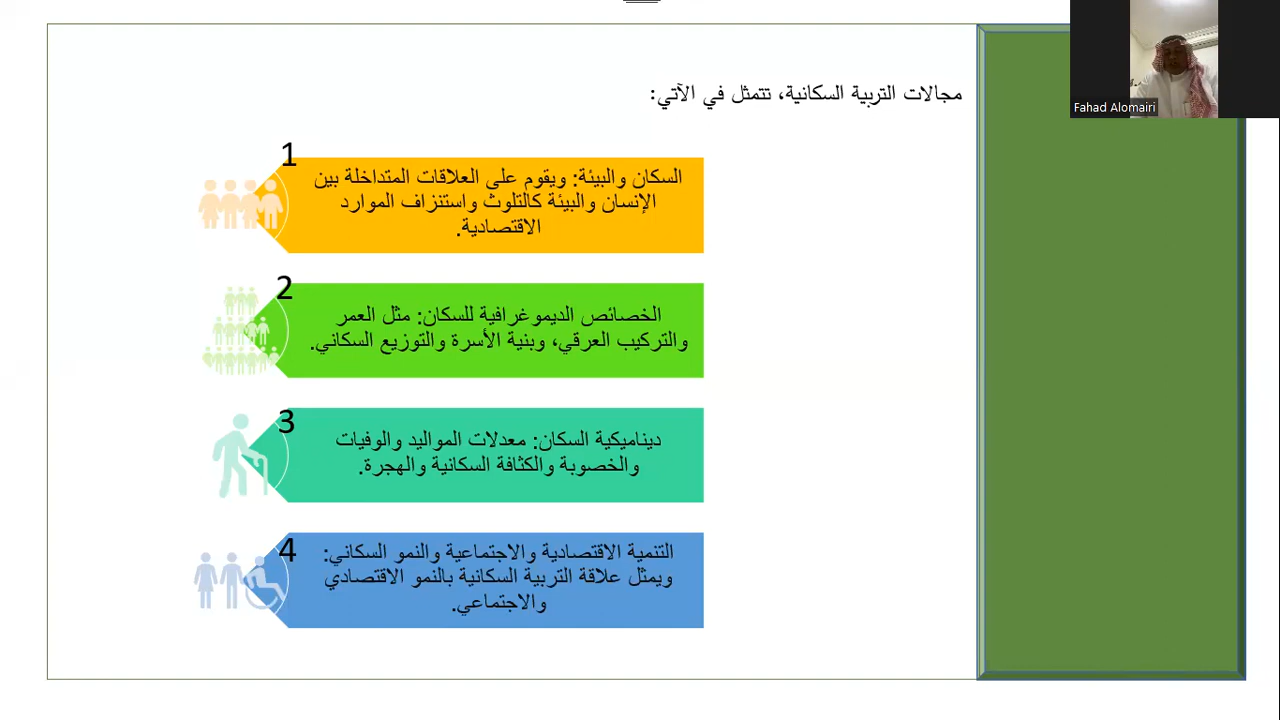 Fahad Alomairi
مجالات التربية السكانية، تتمثل في الآتي:
1
السكان والبيئة: ويقوم على العلاقات المتداخلة بين
الإنسان والبيئة كالتلوث واستنزاف الموارد
الاقتصادية.
2
الخصائص الديموغرافية للسكان: مثل العمر
والتركيب العرقي، وبنية الأسرة والتوزيع السكاني.
3
ديناميكية السكان: معدلات المواليد والوفيات
والخصوبة والكثافة السكانية والهجرة.
4
التنمية الاقتصادية والاجتماعية والنمو السكاني:
ويمثل علاقة التربية السكانية بالنمو الاقتصادي
والاجتماعي.